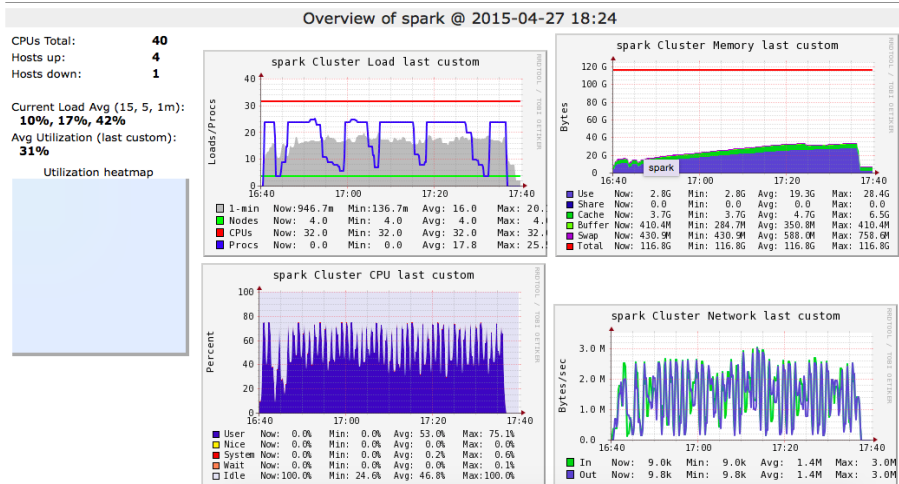 Overview of spark @ 2015-04-27 18:24
CPUs Total: 40
Hosts up: 4
Hosts down: 1
Current Load Avg (15, 5, 1m):
10%, 17%, 42%
Avg Utilization (last custom):
31%
Utilization heatmap
spark Cluster Load last custom
RRDTOOL / TOBI OETIKER
Loads/Procs
40
30
20
10
0
16:40 17:00 17:20 17:40
1-min Now:946.7m Min:136.7m Avg: 16.0 Max: 20.
Nodes Now: 4.0 Min: 4.0 Avg: 4.0 Max: 4.
CPUs Now: 32.0 Min: 32.0 Avg: 32.0 Max: 32.
Procs Now: 0.0 Min: 0.0 Avg: 17.8 Max: 25.
spark Cluster Memory last custom
RRDTOOL / TOBI OETIKER
Bytes
120 G
100 G
80 G
60 G
40 G
20 G
0
spark
16:40 17:00 17:20 17:40
Use Now: 2.8G Min: 2.8G Avg: 19.3G Max: 28.4G
Share Now: 0.0 Min: 0.0 Avg: 0.0 Max: 0.0
Cache Now: 3.7G Min: 3.7G Avg: 4.7G Max: 6.5G
Buffer Now: 410.4M Min: 284.7M Avg: 350.8M Max: 410.4M
Swap Now: 430.9M Min: 430.9M Avg: 588.0M Max: 758.6M
Total Now: 116.8G Min: 116.8G Avg: 116.8G Max: 116.8G
spark Cluster CPU last custom
RRDTOOL / TOBI OETIKER
Percent
100
80
60
40
20
0
16:40 17:00 17:20 17:40
User Now: 0.0% Min: 0.0% Avg: 53.0% Max: 75.1%
Nice Now: 0.0% Min: 0.0% Avg: 0.0% Max: 0.0%
System Now: 0.0% Min: 0.0% Avg: 0.2% Max: 0.6%
Wait Now: 0.0% Min: 0.0% Avg: 0.0% Max: 0.1%
Idle Now:100.0% Min: 24.6% Avg: 46.8% Max:100.0%
spark Cluster Network last custom
RRDTOOL / TOBI OETIKER
Bytes/sec
3.0 M
2.0 M
1.0 M
0.0
16:40 17:00 17:20 17:40
In Now: 9.0k Min: 9.0k Avg: 1.4M Max: 3.0M
Out Now: 9.8k Min: 9.8k Avg: 1.4M Max: 3.0M